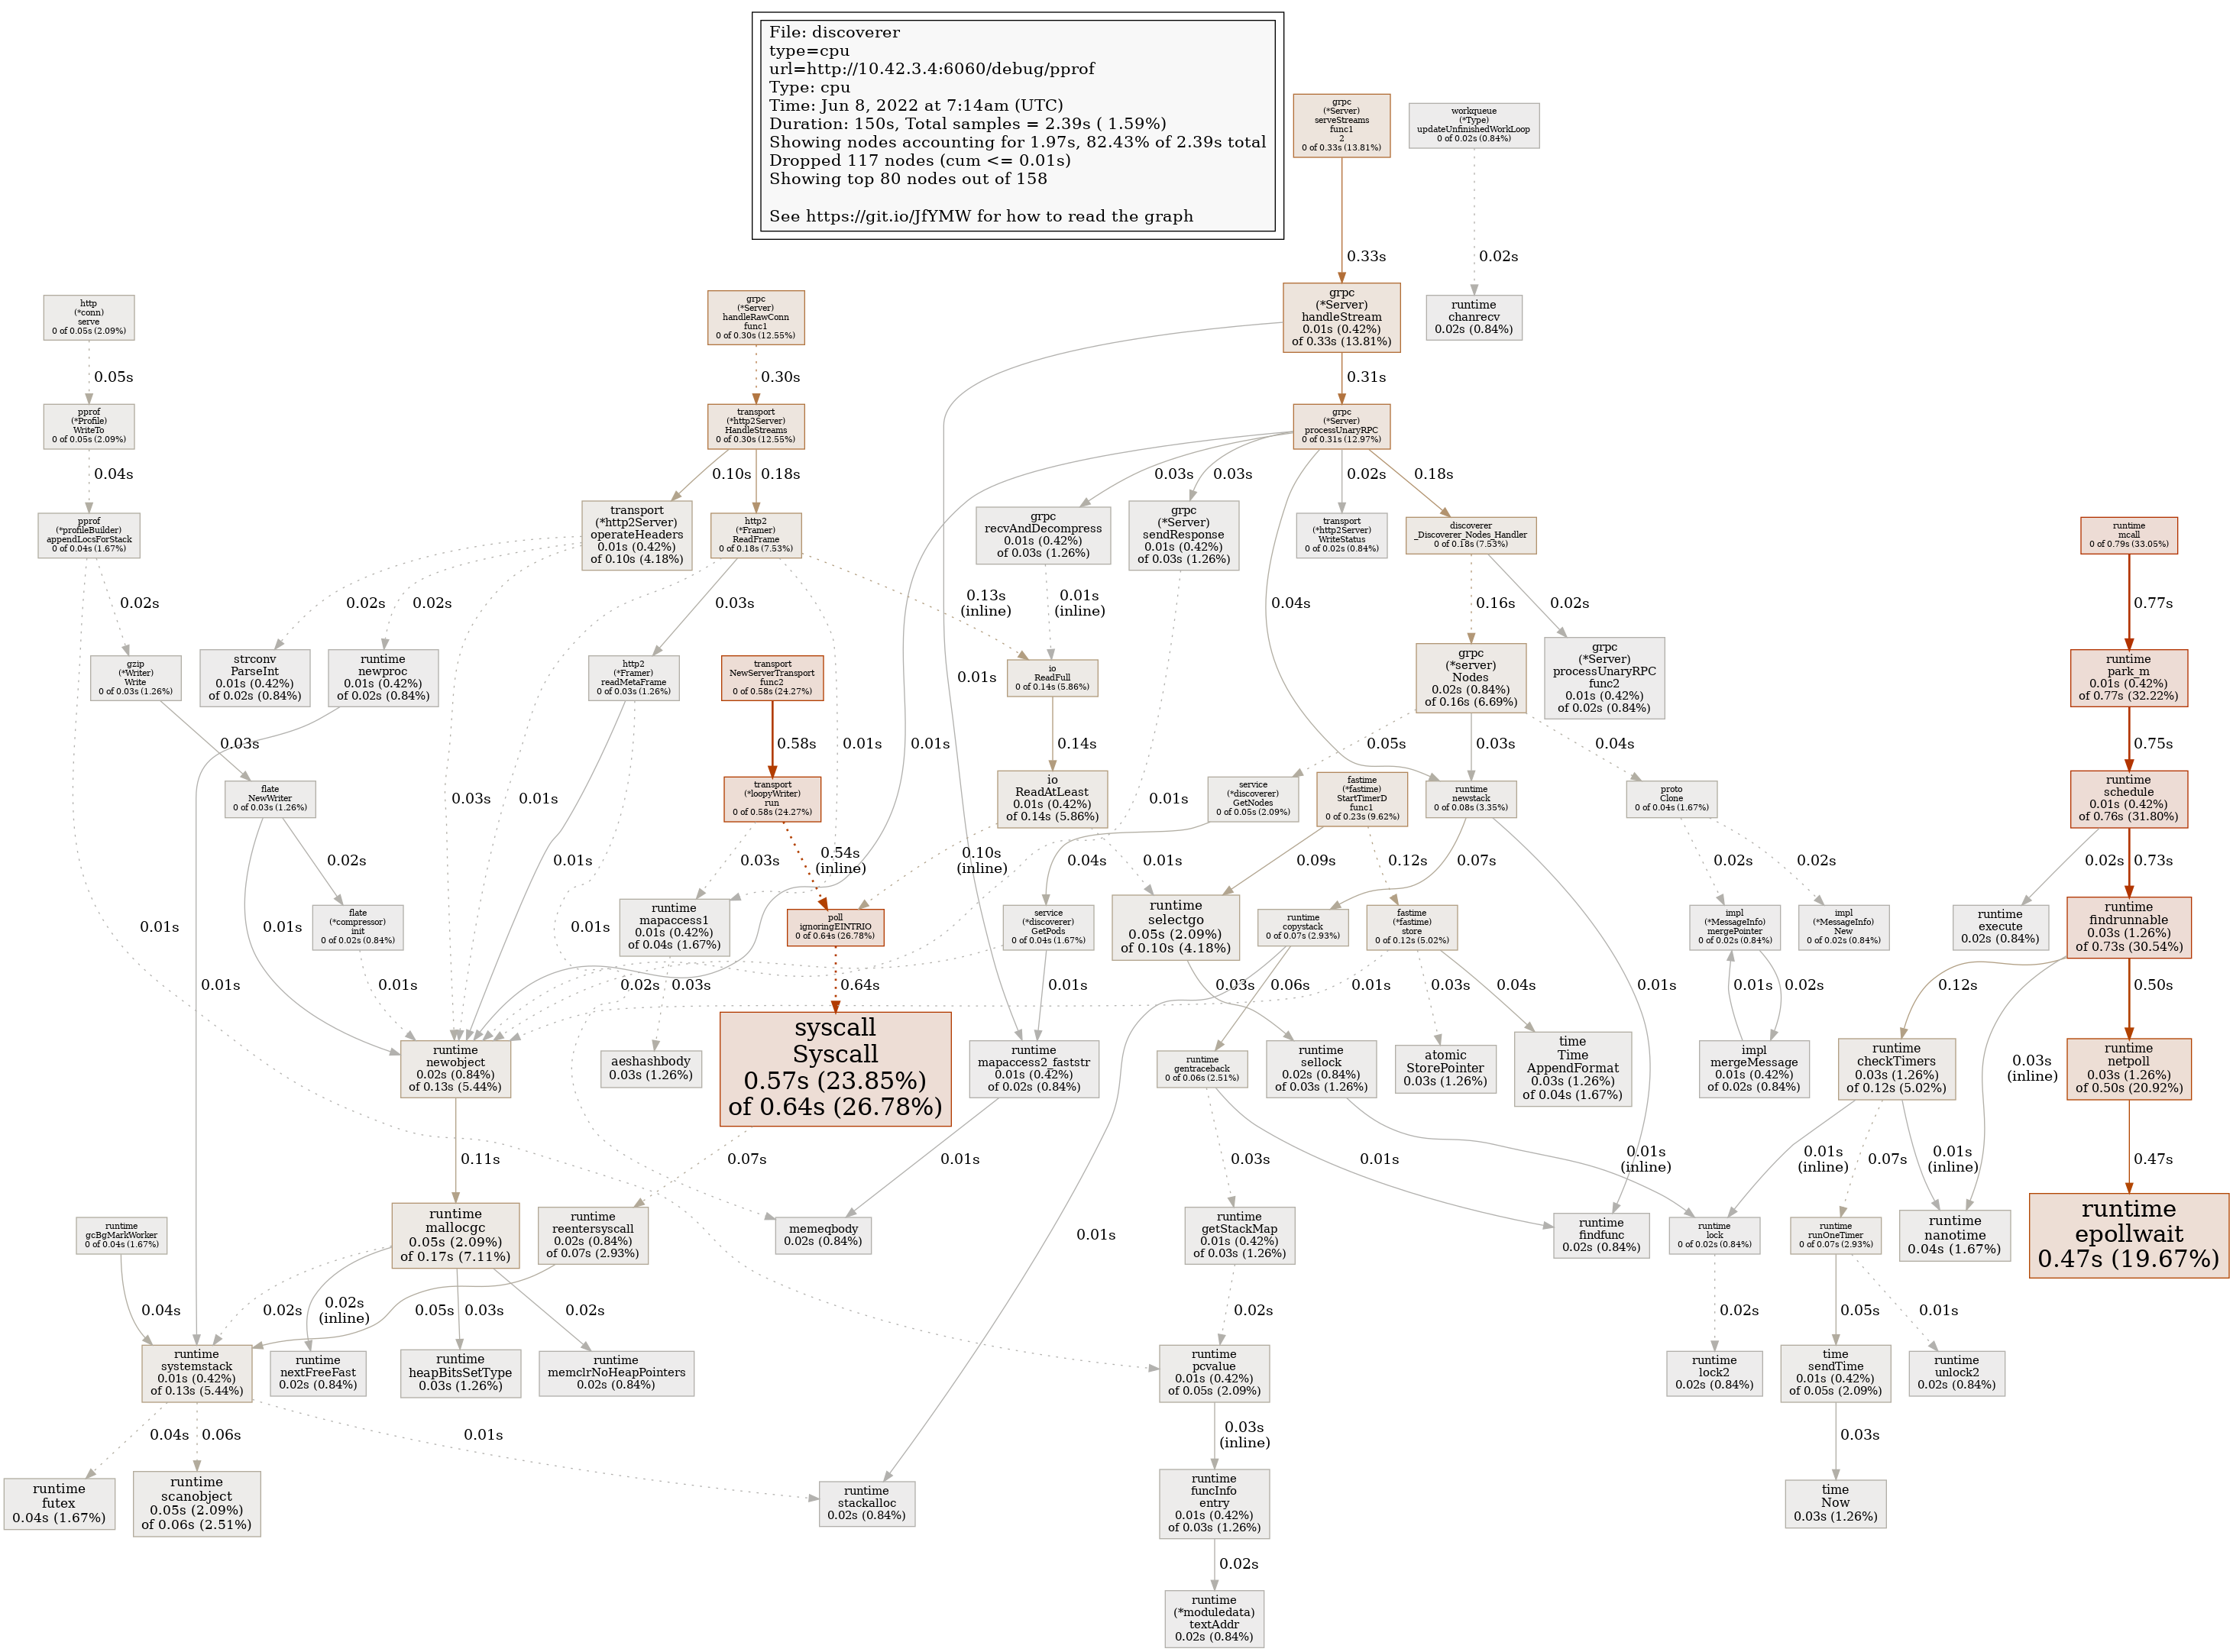 File: discoverer
type=cpu
url=http://10.42.3.4:6060/debug/pprof
Type: cpu
Time: Jun 8, 2022 at 7:14am (UTC)
Duration: 150s, Total samples = 2.39s ( 1.59%)
Showing nodes accounting for 1.97s, 82.43% of 2.39s total
Dropped 117 nodes (cum <= 0.01s)
Showing top 80 nodes out of 158
See https://git.io/JfYMW for how to read the graph
grpc
(*Server)
serveStreams
func1
2
0 of 0.33s (13.81%)
workqueue
(*Type)
updateUnfinishedWorkLoop
0 of 0.02s (0.84%)
0.33s
0.02s
http
(*conn)
serve
0 of 0.05s (2.09%)
grpc
(*Server)
handleRawConn
func1
0 of 0.30s (12.55%)
grpc
(*Server)
handleStream
0.01s (0.42%)
of 0.33s (13.81%)
runtime
chanrecv
0.02s (0.84%)
0.05s
0.30s
0.31s
pprof
(*Profile)
WriteTo
0 of 0.05s (2.09%)
transport
(*http2Server)
HandleStreams
0 of 0.30s (12.55%)
grpc
(*Server)
processUnaryRPC
0 of 0.31s (12.97%)
0.04s
0.10s
0.18s
0.03s
0.03s
0.02s
0.18s
pprof
(*profileBuilder)
appendLocsForStack
0 of 0.04s (1.67%)
transport
(*http2Server)
operateHeaders
0.01s (0.42%)
of 0.10s (4.18%)
http2
(*Framer)
ReadFrame
0 of 0.18s (7.53%)
grpc
recvAndDecompress
0.01s (0.42%)
of 0.03s (1.26%)
grpc
(*Server)
sendResponse
0.01s (0.42%)
of 0.03s (1.26%)
transport
(*http2Server)
WriteStatus
0 of 0.02s (0.84%)
discoverer
_Discoverer_Nodes_Handler
0 of 0.18s (7.53%)
runtime
mcall
0 of 0.79s (33.05%)
0.02s
0.02s
0.02s
0.03s
0.13s
(inline)
0.01s
(inline)
0.04s
0.16s
0.02s
0.77s
gzip
(*Writer)
Write
0 of 0.03s (1.26%)
strconv
ParseInt
0.01s (0.42%)
of 0.02s (0.84%)
runtime
newproc
0.01s (0.42%)
of 0.02s (0.84%)
http2
(*Framer)
readMetaFrame
0 of 0.03s (1.26%)
transport
NewServerTransport
func2
0 of 0.58s (24.27%)
0.01s
io
ReadFull
0 of 0.14s (5.86%)
grpc
(*server)
Nodes
0.02s (0.84%)
of 0.16s (6.69%)
grpc
(*Server)
processUnaryRPC
func2
0.01s (0.42%)
of 0.02s (0.84%)
runtime
park_m
0.01s (0.42%)
of 0.77s (32.22%)
0.03s
0.58s
0.01s
0.01s
0.14s
0.05s
0.03s
0.04s
0.75s
flate
NewWriter
0 of 0.03s (1.26%)
0.03s
0.01s
transport
(*loopyWriter)
run
0 of 0.58s (24.27%)
io
ReadAtLeast
0.01s (0.42%)
of 0.14s (5.86%)
0.01s
service
(*discoverer)
GetNodes
0 of 0.05s (2.09%)
fastime
(*fastime)
StartTimerD
func1
0 of 0.23s (9.62%)
runtime
newstack
0 of 0.08s (3.35%)
proto
Clone
0 of 0.04s (1.67%)
runtime
schedule
0.01s (0.42%)
of 0.76s (31.80%)
0.02s
0.01s
0.03s
0.54s
(inline)
0.10s
(inline)
0.04s
0.01s
0.09s
0.12s
0.07s
0.02s
0.02s
0.02s
0.73s
0.01s
0.01s
flate
(*compressor)
init
0 of 0.02s (0.84%)
0.01s
runtime
mapaccess1
0.01s (0.42%)
of 0.04s (1.67%)
poll
ignoringEINTRIO
0 of 0.64s (26.78%)
service
(*discoverer)
GetPods
0 of 0.04s (1.67%)
runtime
selectgo
0.05s (2.09%)
of 0.10s (4.18%)
runtime
copystack
0 of 0.07s (2.93%)
fastime
(*fastime)
store
0 of 0.12s (5.02%)
impl
(*MessageInfo)
mergePointer
0 of 0.02s (0.84%)
impl
(*MessageInfo)
New
0 of 0.02s (0.84%)
runtime
execute
0.02s (0.84%)
runtime
findrunnable
0.03s (1.26%)
of 0.73s (30.54%)
0.01s
0.01s
0.02s
0.03s
0.64s
0.01s
0.03s
0.06s
0.01s
0.03s
0.04s
0.01s
0.01s
0.02s
0.12s
0.50s
runtime
newobject
0.02s (0.84%)
of 0.13s (5.44%)
aeshashbody
0.03s (1.26%)
syscall
Syscall
0.57s (23.85%)
of 0.64s (26.78%)
runtime
mapaccess2_faststr
0.01s (0.42%)
of 0.02s (0.84%)
runtime
gentraceback
0 of 0.06s (2.51%)
runtime
sellock
0.02s (0.84%)
of 0.03s (1.26%)
atomic
StorePointer
0.03s (1.26%)
time
Time
AppendFormat
0.03s (1.26%)
of 0.04s (1.67%)
impl
mergeMessage
0.01s (0.42%)
of 0.02s (0.84%)
runtime
checkTimers
0.03s (1.26%)
of 0.12s (5.02%)
0.03s
(inline)
runtime
netpoll
0.03s (1.26%)
of 0.50s (20.92%)
0.11s
0.07s
0.01s
0.03s
0.01s
0.01s
(inline)
0.01s
(inline)
0.07s
0.01s
(inline)
0.47s
runtime
gcBgMarkWorker
0 of 0.04s (1.67%)
runtime
mallocgc
0.05s (2.09%)
of 0.17s (7.11%)
runtime
reentersyscall
0.02s (0.84%)
of 0.07s (2.93%)
memeqbody
0.02s (0.84%)
0.01s
runtime
getStackMap
0.01s (0.42%)
of 0.03s (1.26%)
runtime
findfunc
0.02s (0.84%)
runtime
lock
0 of 0.02s (0.84%)
runtime
runOneTimer
0 of 0.07s (2.93%)
runtime
nanotime
0.04s (1.67%)
runtime
epollwait
0.47s (19.67%)
0.04s
0.02s
0.02s
(inline)
0.05s
0.03s
0.02s
0.02s
0.02s
0.05s
0.01s
runtime
systemstack
0.01s (0.42%)
of 0.13s (5.44%)
runtime
nextFreeFast
0.02s (0.84%)
runtime
heapBitsSetType
0.03s (1.26%)
runtime
memclrNoHeapPointers
0.02s (0.84%)
runtime
pcvalue
0.01s (0.42%)
of 0.05s (2.09%)
runtime
lock2
0.02s (0.84%)
time
sendTime
0.01s (0.42%)
of 0.05s (2.09%)
runtime
unlock2
0.02s (0.84%)
0.04s
0.06s
0.01s
0.03s
(inline)
0.03s
runtime
futex
0.04s (1.67%)
runtime
scanobject
0.05s (2.09%)
of 0.06s (2.51%)
runtime
stackalloc
0.02s (0.84%)
runtime
funcInfo
entry
0.01s (0.42%)
of 0.03s (1.26%)
time
Now
0.03s (1.26%)
0.02s
runtime
(*moduledata)
textAddr
0.02s (0.84%)